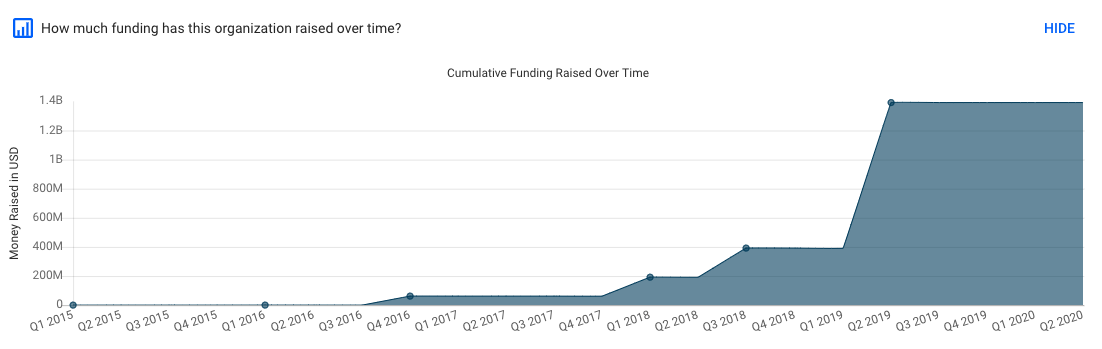 How much funding has this organization raised over time?
HIDE
Cumulative Funding Raised Over Time
Money Raised in USD
1.4B
1.2B
1B
800M
600M
400M
200M
0
Q1 2015
Q2 2015
Q3 2015
Q4 2015
Q1 2016
Q2 2016
Q3 2016
Q4 2016
Q1 2017
Q2 2017
Q3 2017
Q4 2017
Q1 2018
Q2 2018
Q3 2018
Q4 2018
Q1 2019
Q2 2019
Q3 2019
Q4 2019
Q1 2020
Q2 2020